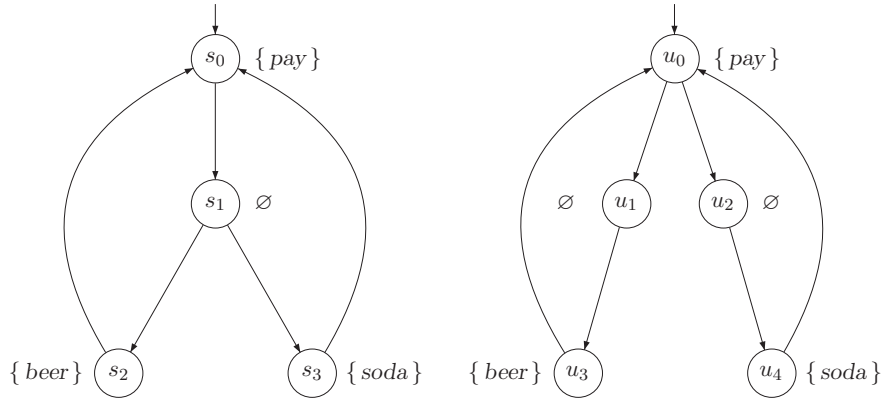 s0 { pay } u0 { pay }
s1 ∅ ∅ u1 u2 ∅
{ beer } s2 s3 { soda } { beer } u3 u4 { soda }